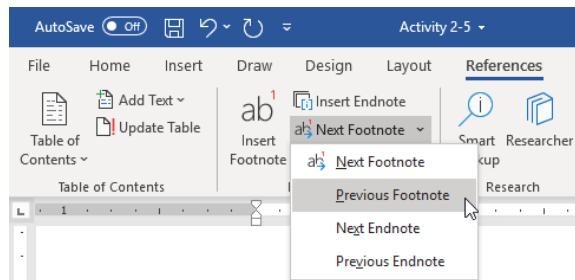 AutoSave Off Activity 2-5
File Home Insert Draw Design Layout References
Add Text
Update Table
Table of
Contents
Table of Contents
ab1
Insert
Footnote
Insert Endnote
Next Footnote
Next Footnote
Previous Footnote
Next Endnote
Previous Endnote
Smart Researcher
Research
L 1